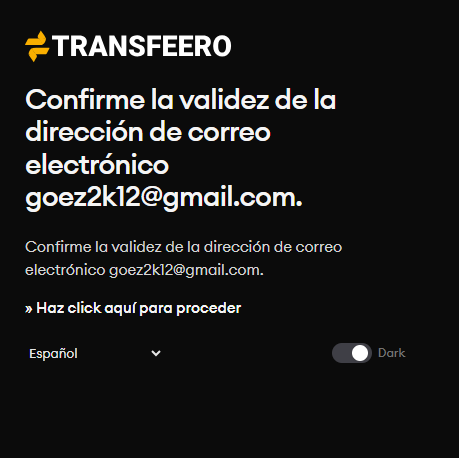 TRANSFEERO
Confirme la validez de la
dirección de correo
electrónico
goez2k12@gmail.com.
Confirme la validez de la dirección de correo
electrónico goez2k12@gmail.com.
» Haz click aquí para proceder
Español
Dark